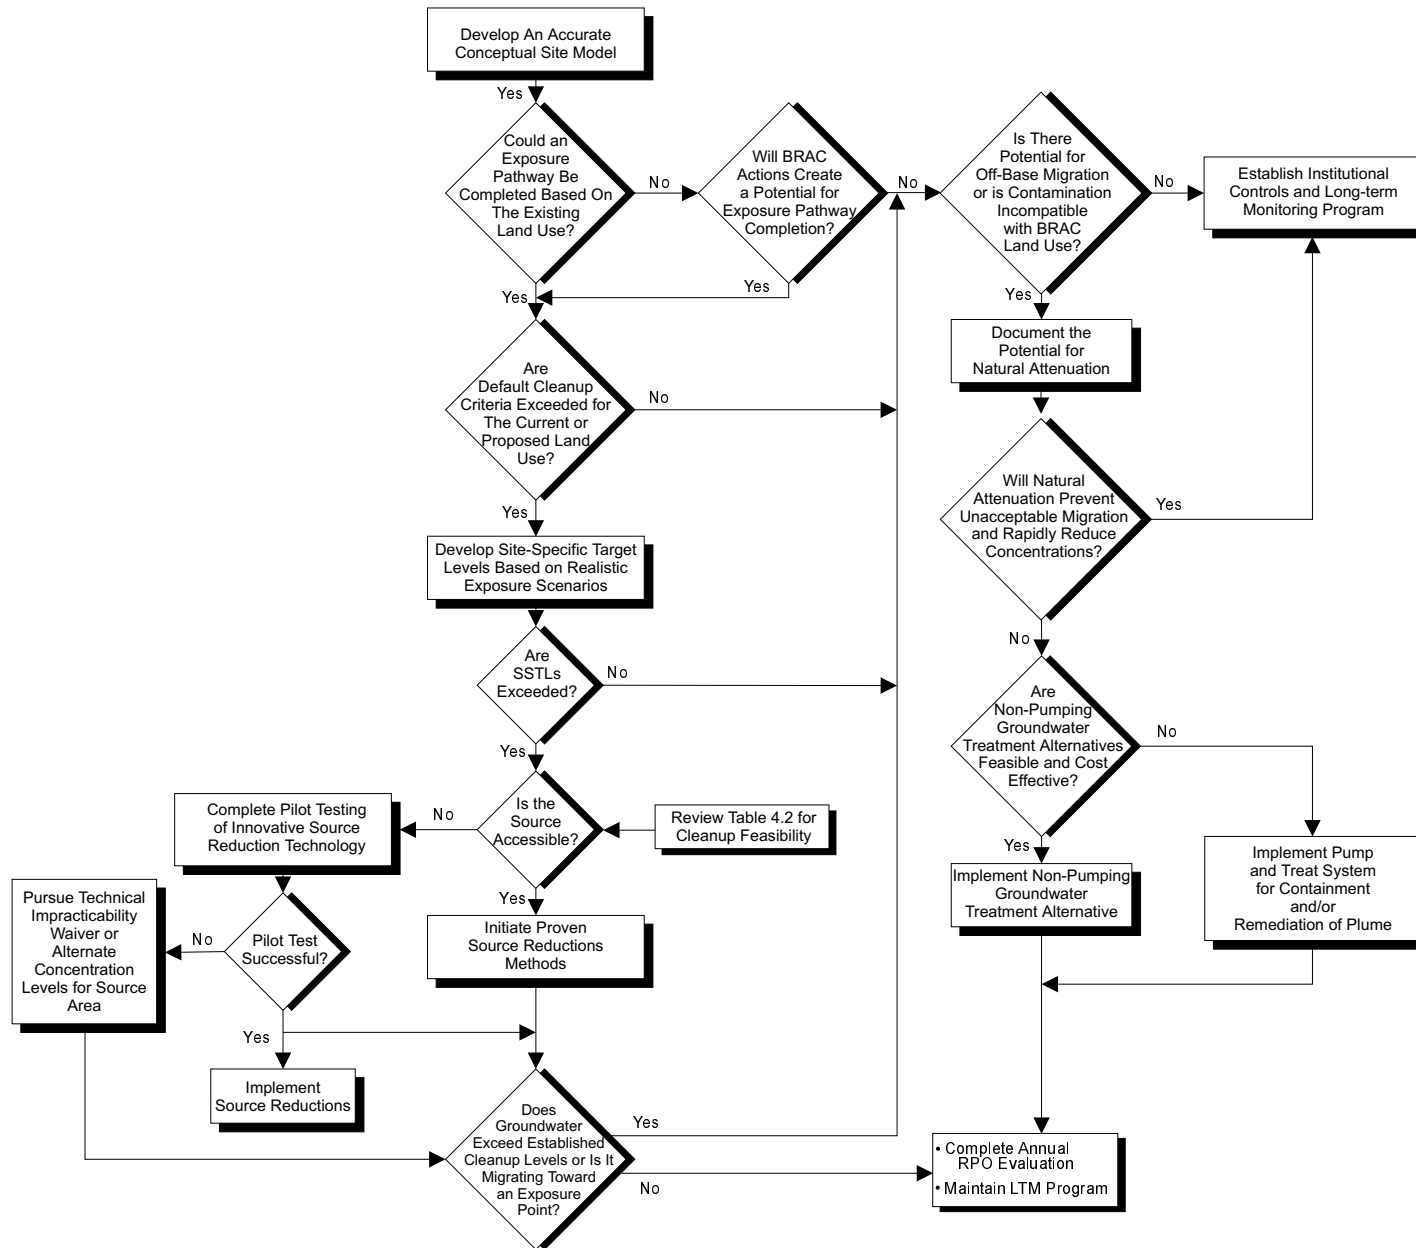 Develop An Accurate
Conceptual Site Model
Yes
Could an
Exposure
Pathway Be
Completed Based On
The Existing
Land Use?
No
Will BRAC
Actions Create
a Potential for
Exposure Pathway
Completion?
No
Is There
Potential for
Off-Base Migration
or is Contamination
Incompatible
with BRAC
Land Use?
No
Establish Institutional
Controls and Long-term
Monitoring Program
Yes
Yes
Yes
Document the
Potential for
Natural Attenuation
Are
Default Cleanup
Criteria Exceeded for
The Current or
Proposed Land
Use?
No
Will Natural
Attenuation Prevent
Unacceptable Migration
and Rapidly Reduce
Concentrations?
Yes
Yes
Develop Site-Specific Target
Levels Based on Realistic
Exposure Scenarios
No
Are
SSTLs
Exceeded?
No
Are
Non-Pumping
Groundwater
Treatment Alternatives
Feasible and Cost
Effective?
No
Yes
Is the
Source
Accessible?
No
Review Table 4.2 for
Cleanup Feasibility
Complete Pilot Testing
of Innovative Source
Reduction Technology
Yes
Implement Non-Pumping
Groundwater
Treatment Alternative
Implement Pump
and Treat System
for Containment
and/or
Remediation of Plume
Pursue Technical
Impracticability
Waiver or
Alternate
Concentration
Levels for Source
Area
No
Pilot Test
Successful?
Yes
Initiate Proven
Source Reductions
Methods
Yes
Implement
Source Reductions
Does
Groundwater
Exceed Established
Cleanup Levels or Is It
Migrating Toward
an Exposure
Point?
Yes
No
• Complete Annual
RPO Evaluation
• Maintain LTM Program